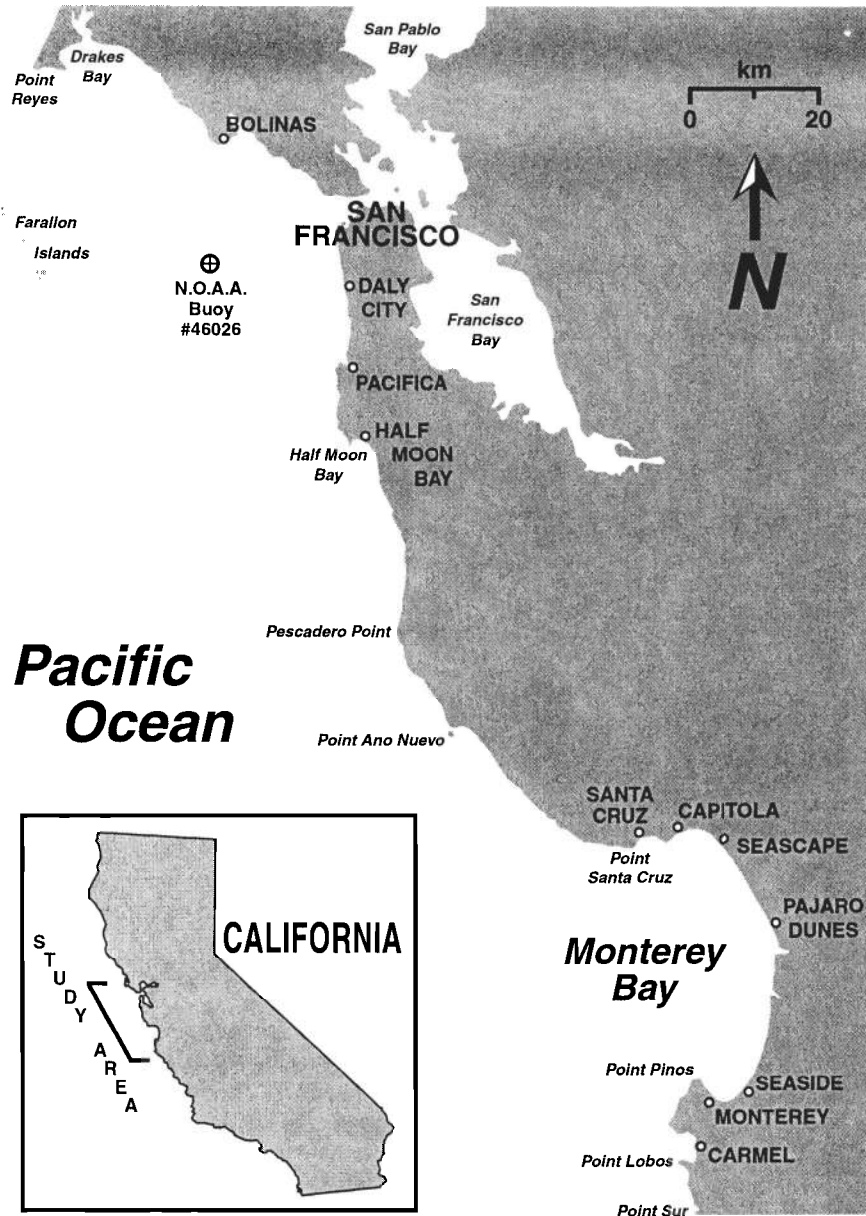 San Pablo
Bay
Drakes
Bay
Point
Reyes
km
0 20
BOLINAS
N
Farallon
Islands
SAN
FRANCISCO
N.O.A.A.
Buoy
#46026
DALY
CITY
San
Francisco
Bay
PACIFICA
HALF
MOON
BAY
Half Moon
Bay
Pescadero Point
Pacific
Ocean
Point Ano Nuevo
SANTA
CRUZ
CAPITOLA
SEASCAPE
Point
Santa Cruz
PAJARO
DUNES
Monterey
Bay
Point Pinos
SEASIDE
MONTEREY
CARMEL
Point Lobos
Point Sur
CALIFORNIA
STUDY AREA